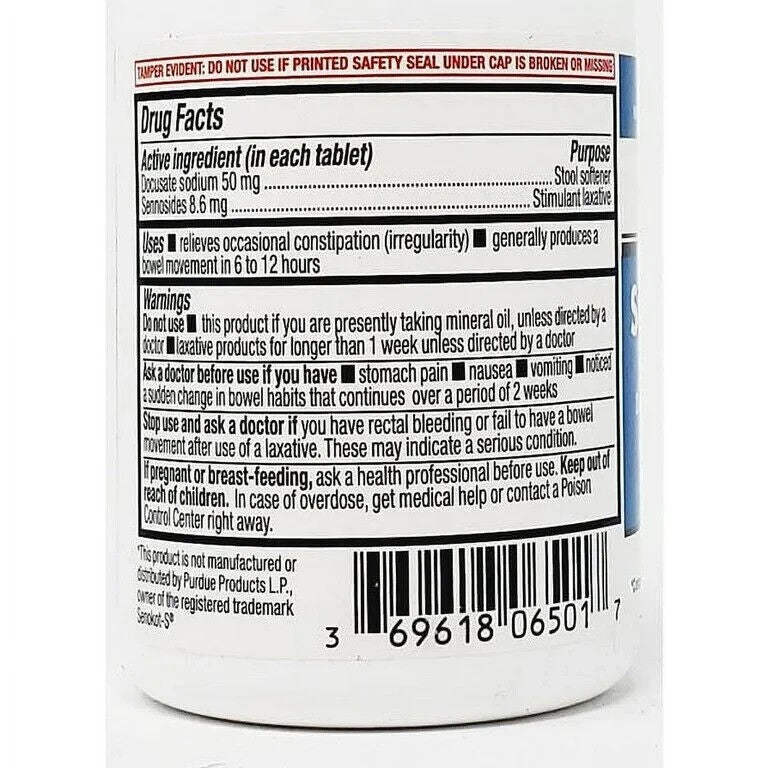 TAMPER EVIDENT: DO NOT USE IF PRINTED SAFETY SEAL UNDER CAP IS BROKEN OR MISSING
Drug Facts
Active ingredient (in each tablet) Purpose
Docusate sodium 50 mg ........................................................ Stool softener
Sennosides 8.6 mg ........................................................ Stimulant laxative
Uses ■ relieves occasional constipation (irregularity) ■ generally produces a
bowel movement in 6 to 12 hours
Warnings
Do not use ■ this product if you are presently taking mineral oil, unless directed by a
doctor ■ laxative products for longer than 1 week unless directed by a doctor
Ask a doctor before use if you have ■ stomach pain ■ nausea ■ vomiting ■ noticed
a sudden change in bowel habits that continues over a period of 2 weeks
Stop use and ask a doctor if you have rectal bleeding or fail to have a bowel
movement after use of a laxative. These may indicate a serious condition.
If pregnant or breast-feeding, ask a health professional before use. Keep out of
reach of children. In case of overdose, get medical help or contact a Poison
Control Center right away.
*This product is not manufactured or
distributed by Purdue Products L.P.,
owner of the registered trademark
Senokot-S®
3 69618 06501 7